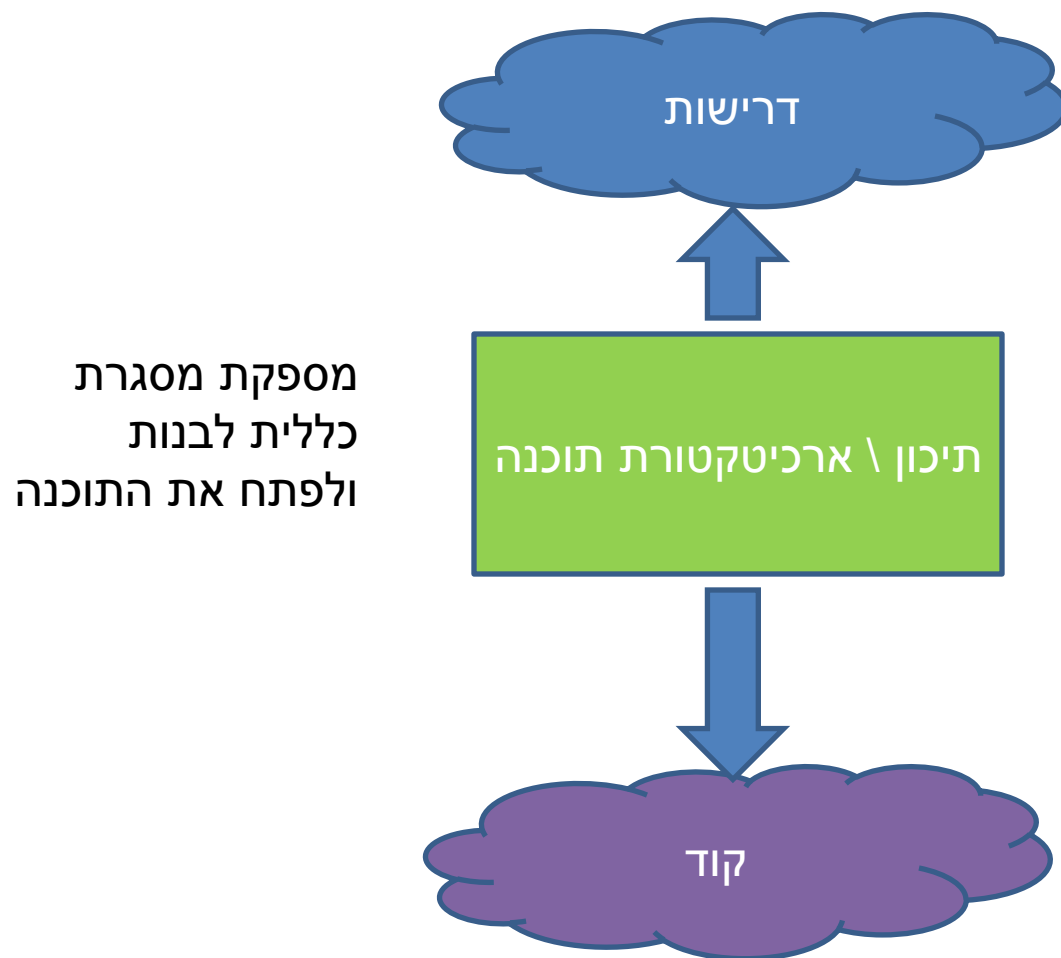 דרישות
מספקת מסגרת
כללית לבנות
ולפתח את התוכנה
תיכון \ ארכיטקטורת תוכנה
קוד